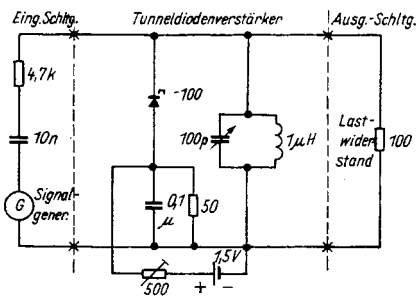 Eing.Schltg. Tunneldiodenverstärker Ausg.-Schltg.
4,7k
-100
10n
100p
1μH
Last-
wider
stand
100
G
Signal-
gener.
0,1
μ
50
500
1,5V
+ -